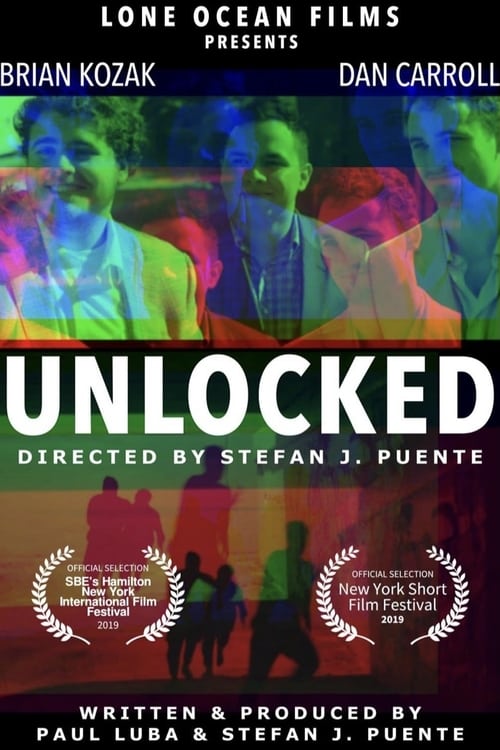 LONE OCEAN FILMS
PRESENTS
BRIAN KOZAK
DAN CARROLL
UNLOCKED
DIRECTED BY STEFAN J. PUENTE
OFFICIAL SELECTION
SBE's Hamilton
New York
International Film
Festival
2019
OFFICIAL SELECTION
New York Short
Film Festival
2019
WRITTEN & PRODUCED BY
PAUL LUBA & STEFAN J. PUENTE